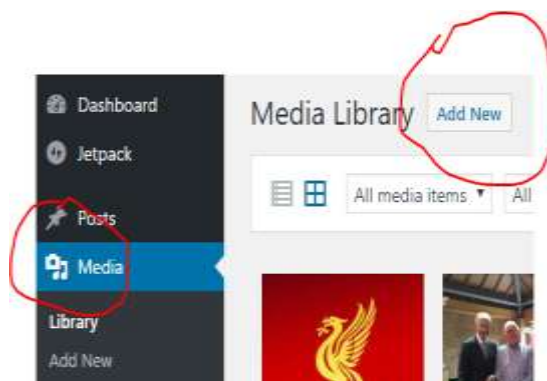 Dashboard
Jetpack
Posts
Media
Library
Add New
Media Library Add New
All media items All